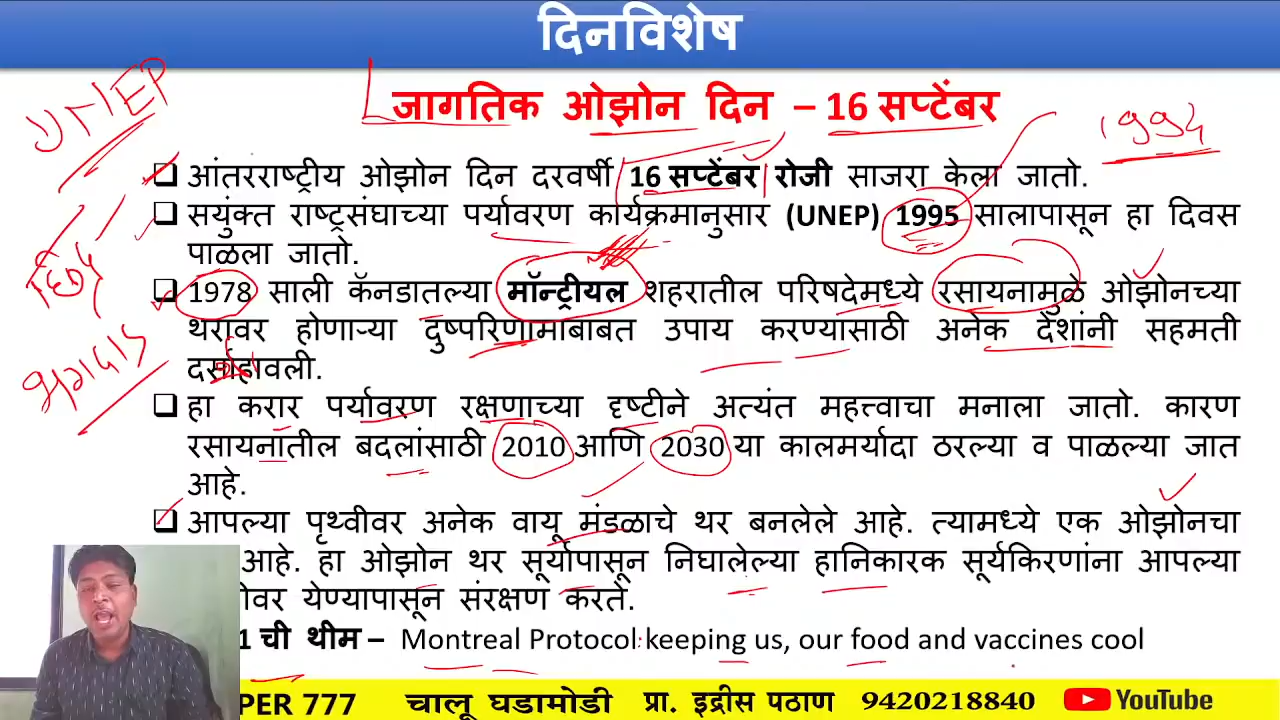 दिनविशेष
जागतिक ओझोन दिन – 16 सप्टेंबर
UNEP
1994
❑ आंतरराष्ट्रीय ओझोन दिन दरवर्षी 16 सप्टेंबर रोजी साजरा केला जातो.
❑ सयुंक्त राष्ट्रसंघाच्या पर्यावरण कार्यक्रमानुसार (UNEP) 1995 सालापासून हा दिवस
पाळला जातो.
❑ 1978 साली कॅनडातल्या मॉन्ट्रीयल शहरातील परिषदेमध्ये रसायनामुळे ओझोनच्या
थरावर होणाऱ्या दुष्परिणामाबाबत उपाय करण्यासाठी अनेक देशांनी सहमती
❑ हा करार पर्यावरण रक्षणाच्या दृष्टीने अत्यंत महत्त्वाचा मनाला जातो. कारण
रसायनातील बदलांसाठी 2010 आणि 2030 या कालमर्यादा ठरल्या व पाळल्या जात
आहे.
❑ आपल्या पृथ्वीवर अनेक वायू मंडळाचे थर बनलेले आहे. त्यामध्ये एक ओझोनचा
आहे. हा ओझोन थर सूर्यापासून निघालेल्या हानिकारक सूर्यकिरणांना आपल्या
वर येण्यापासून संरक्षण करते.
1 ची थीम – Montreal Protocol keeping us, our food and vaccines cool
PER 777 चालू घडामोडी प्रा. इद्रीस पठाण 9420218840 YouTube